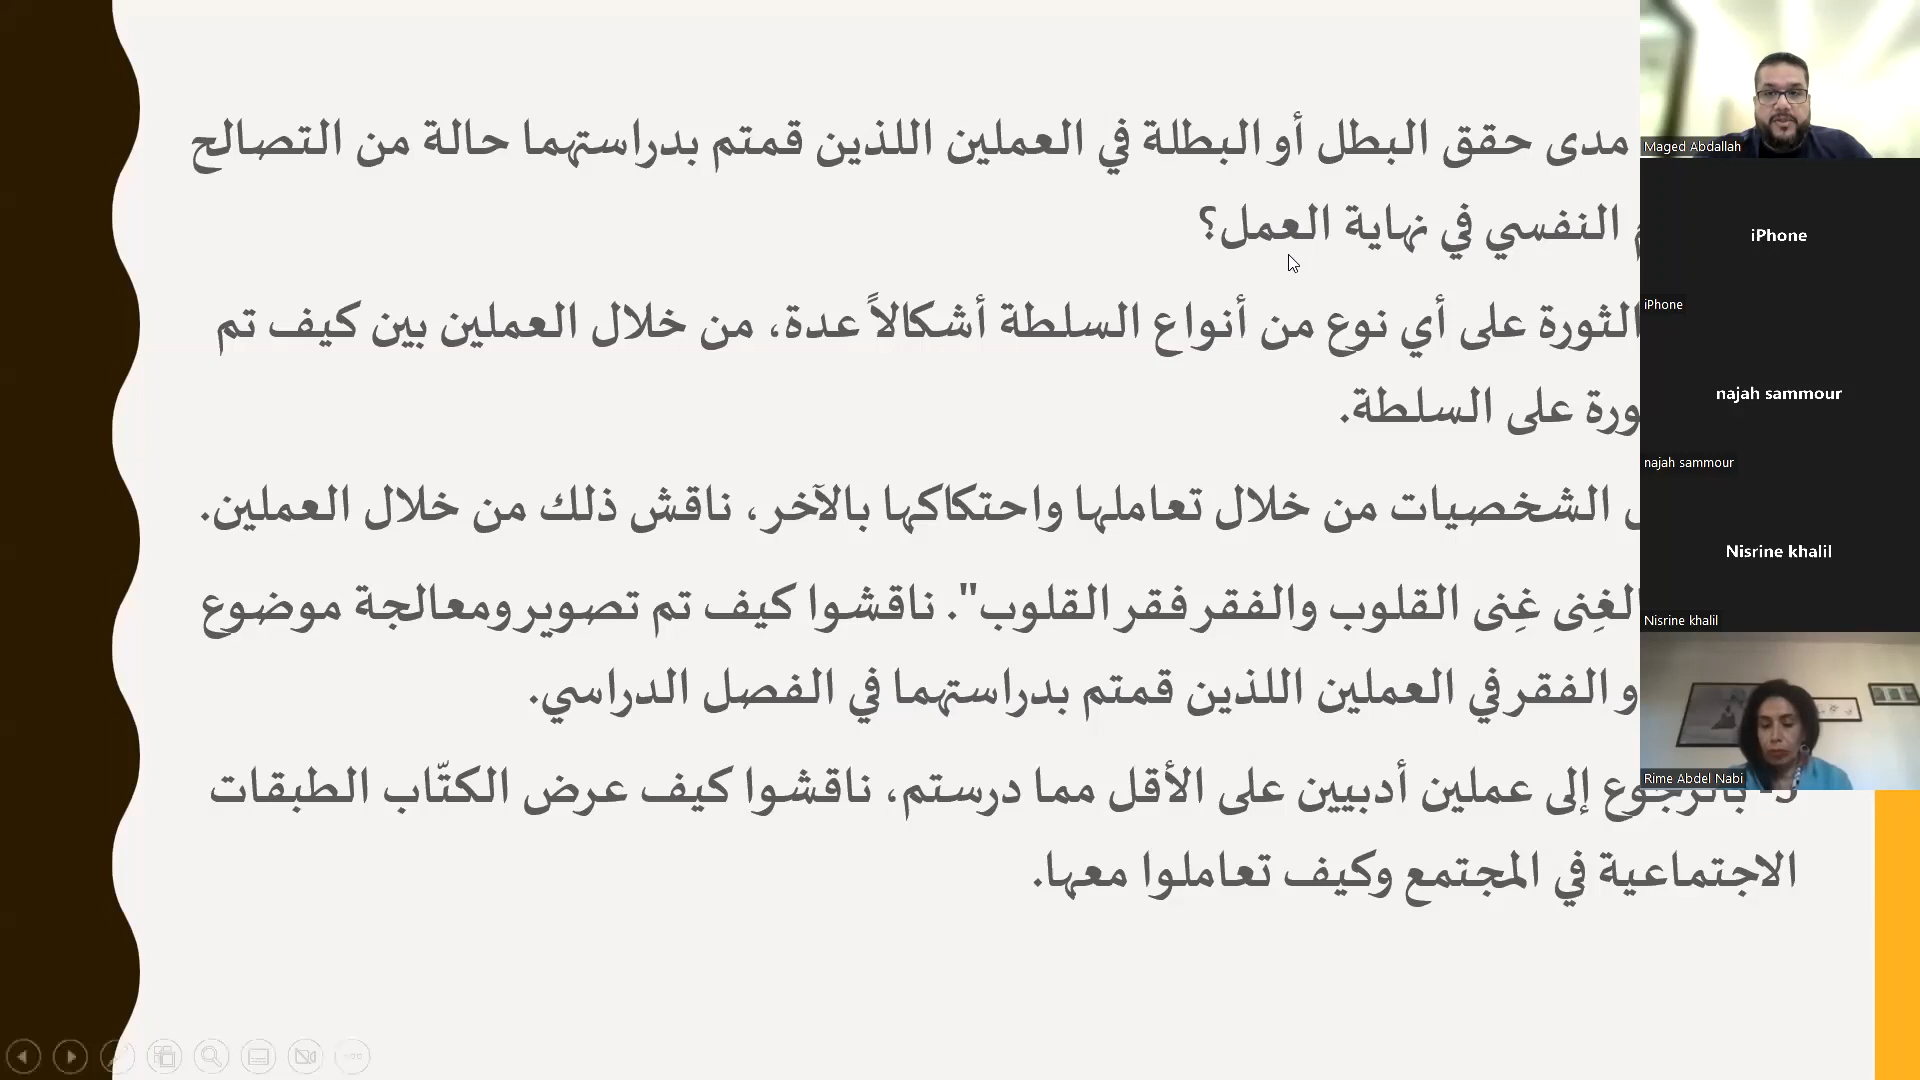 مدى حقق البطل أو البطلة في العملين اللذين قمتم بدراستهما حالة من التصالح
النفسي في نهاية العمل؟
الثورة على أي نوع من أنواع السلطة أشكالاً عدة، من خلال العملين بين كيف تم
على السلطة.
الشخصيات من خلال تعاملها واحتكاكها بالآخر، ناقش ذلك من خلال العملين.
الغِنى غِنى القلوب والفقر فقر القلوب". ناقشوا كيف تم تصوير ومعالجة موضوع
و الفقر في العملين اللذين قمتم بدراستهما في الفصل الدراسي.
5- بالرجوع إلى عملين أدبيين على الأقل مما درستم، ناقشوا كيف عرض الكتّاب الطبقات
الاجتماعية في المجتمع وكيف تعاملوا معها.
Maged Abdallah
iPhone
iPhone
najah sammour
najah sammour
Nisrine khalil
Nisrine khalil
Rime Abdel Nabi